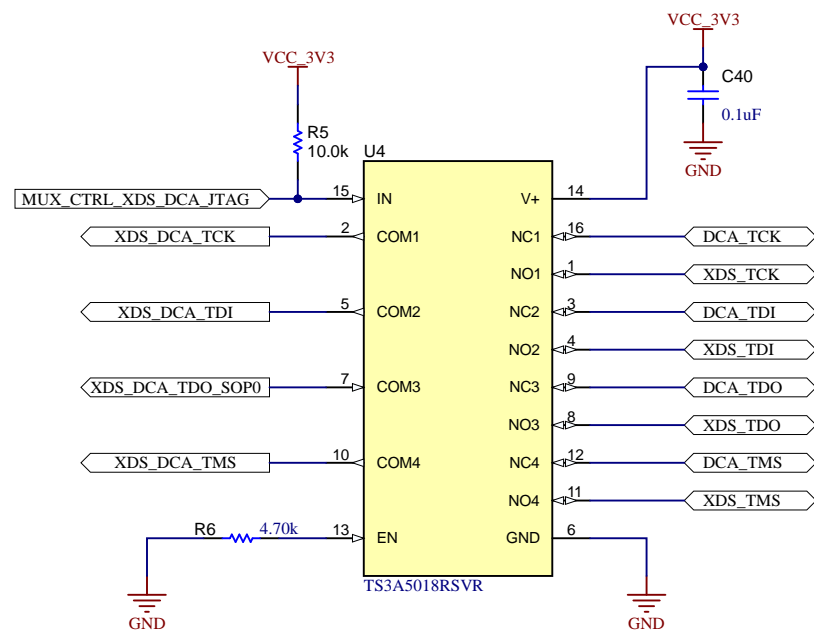 VCC_3V3
VCC_3V3
C40
0.1uF
GND
R5
10.0k
U4
MUX_CTRL_XDS_DCA_JTAG 15 IN V+ 14
XDS_DCA_TCK 2 COM1 NC1 16 DCA_TCK
NO1 1 XDS_TCK
XDS_DCA_TDI 5 COM2 NC2 3 DCA_TDI
NO2 4 XDS_TDI
XDS_DCA_TDO_SOP0 7 COM3 NC3 9 DCA_TDO
NO3 8 XDS_TDO
XDS_DCA_TMS 10 COM4 NC4 12 DCA_TMS
NO4 11 XDS_TMS
R6 4.70k 13 EN GND 6
TS3A5018RSVR
GND
GND